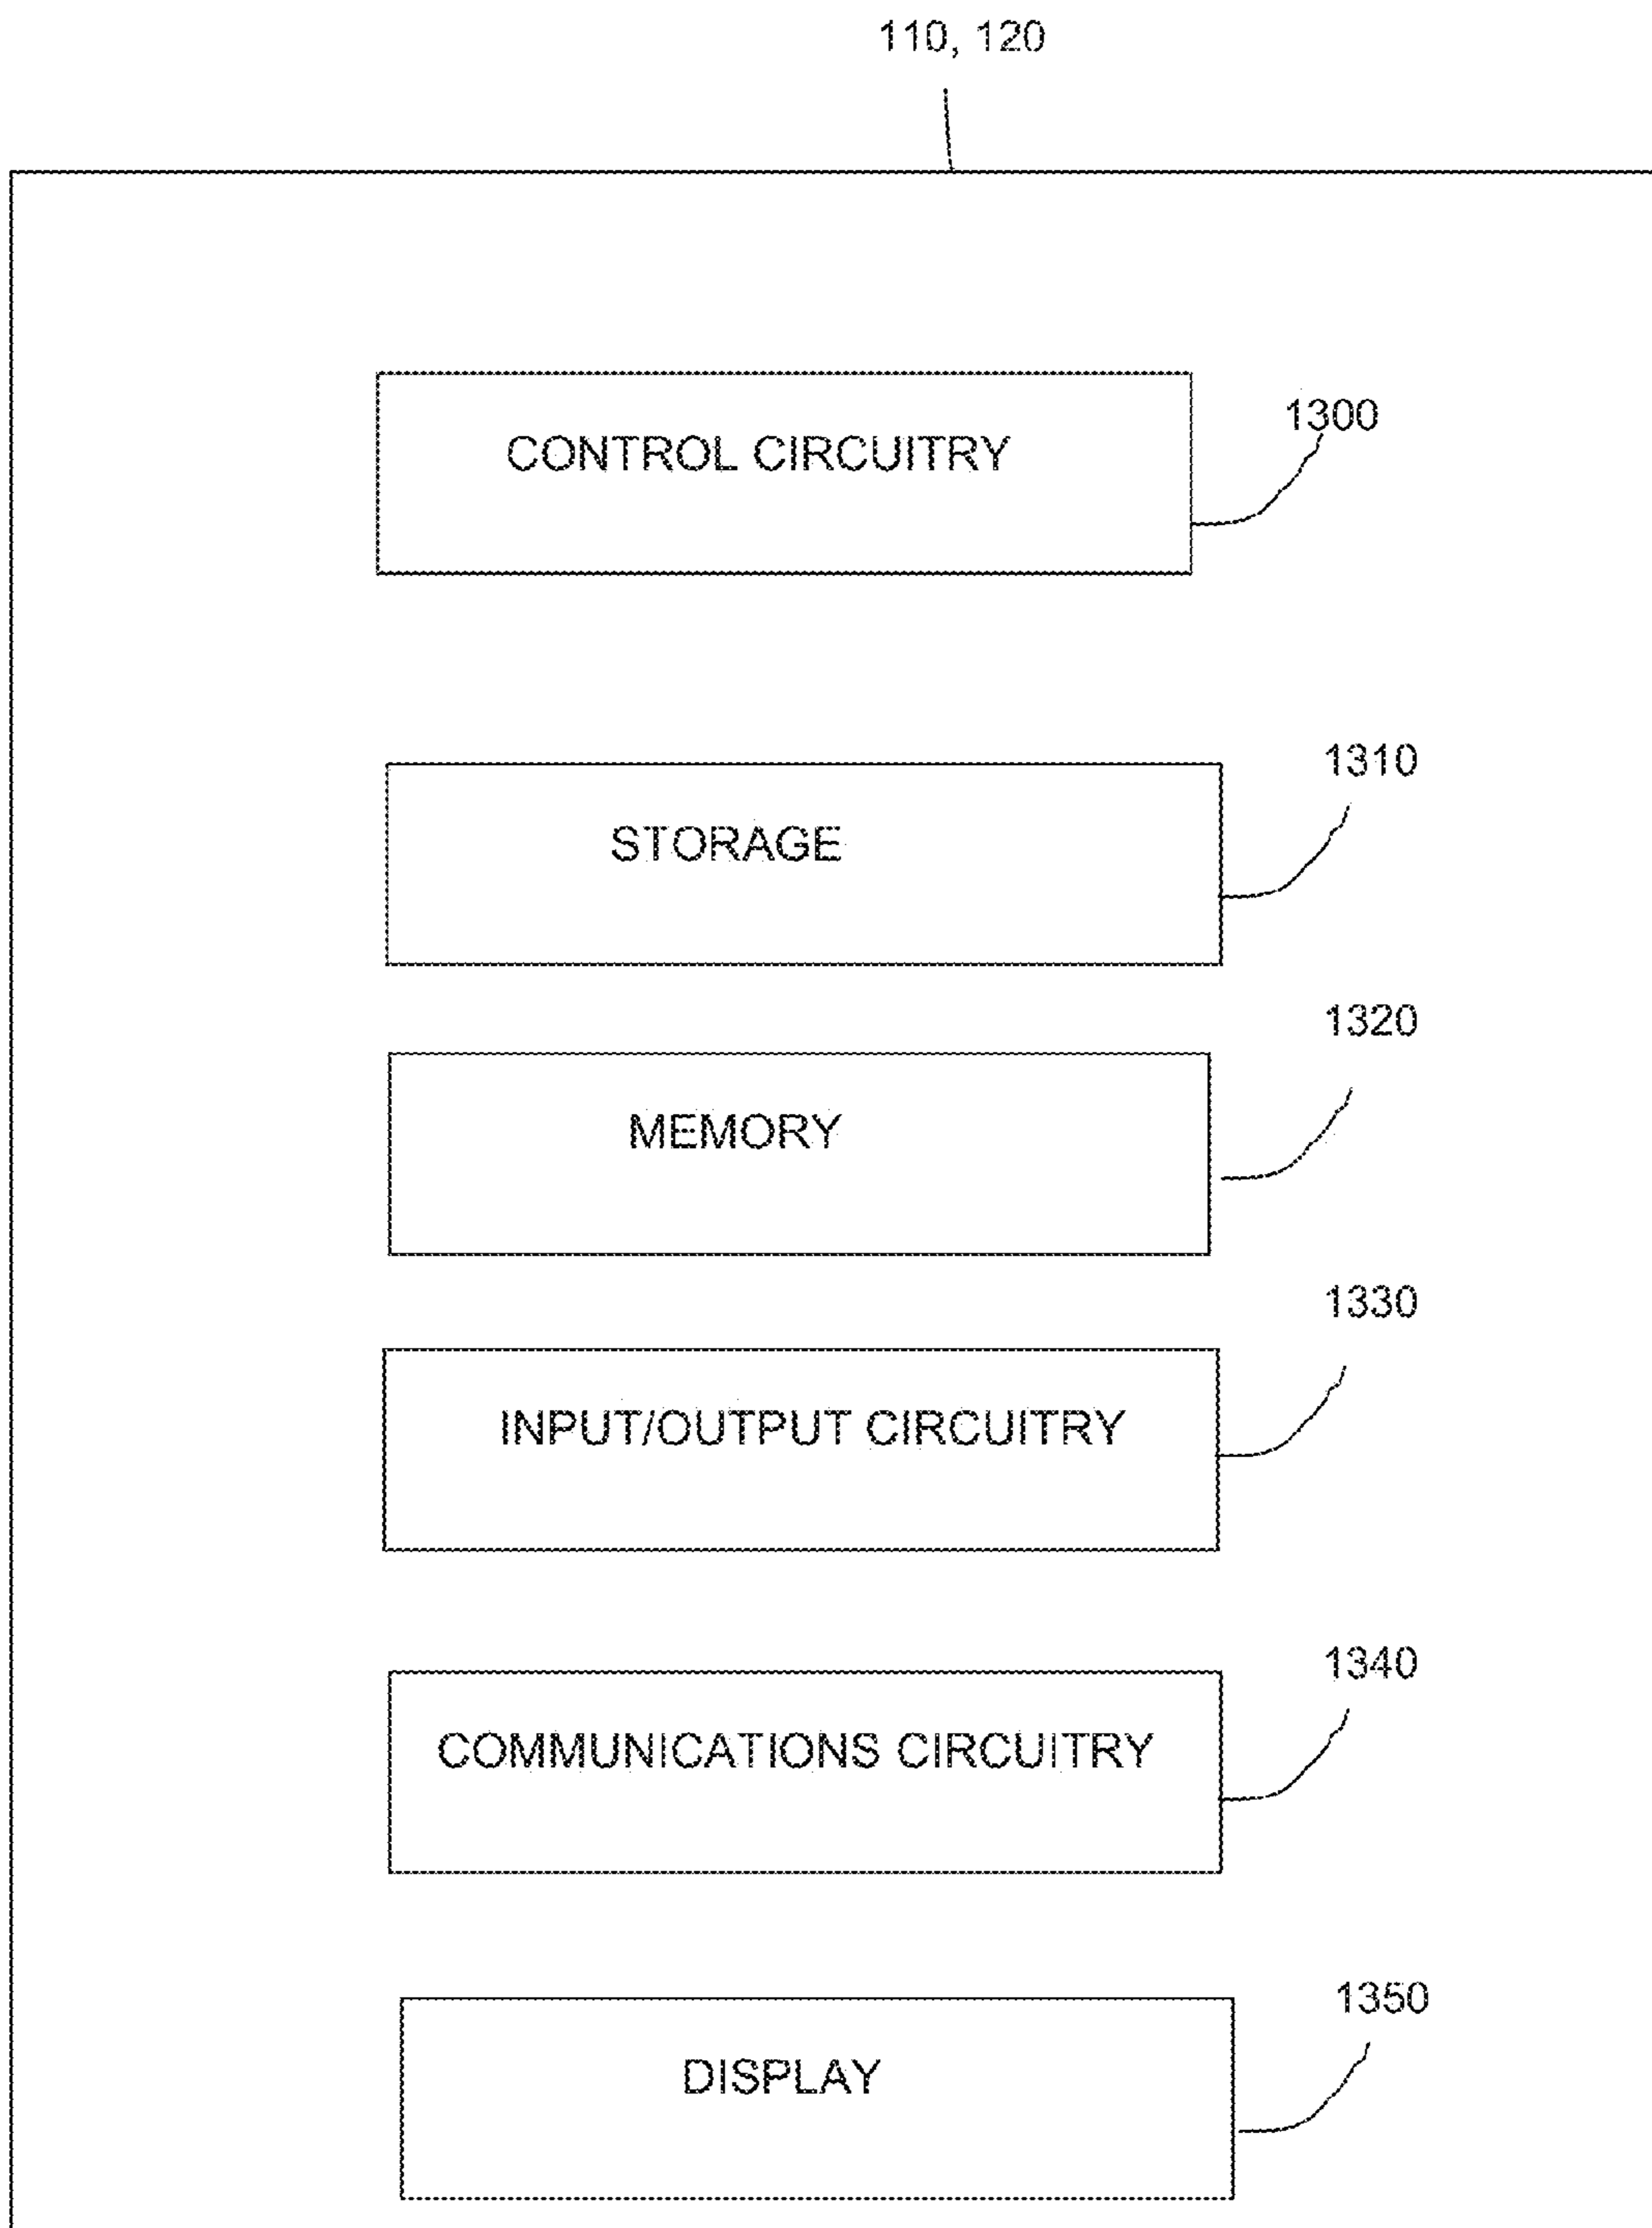 110, 120
CONTROL CIRCUITRY
1300
1310
STORAGE
1320
MEMORY
1330
INPUT/OUTPUT CIRCUITRY
1340
COMMUNICATIONS CIRCUITRY
1350
DISPLAY